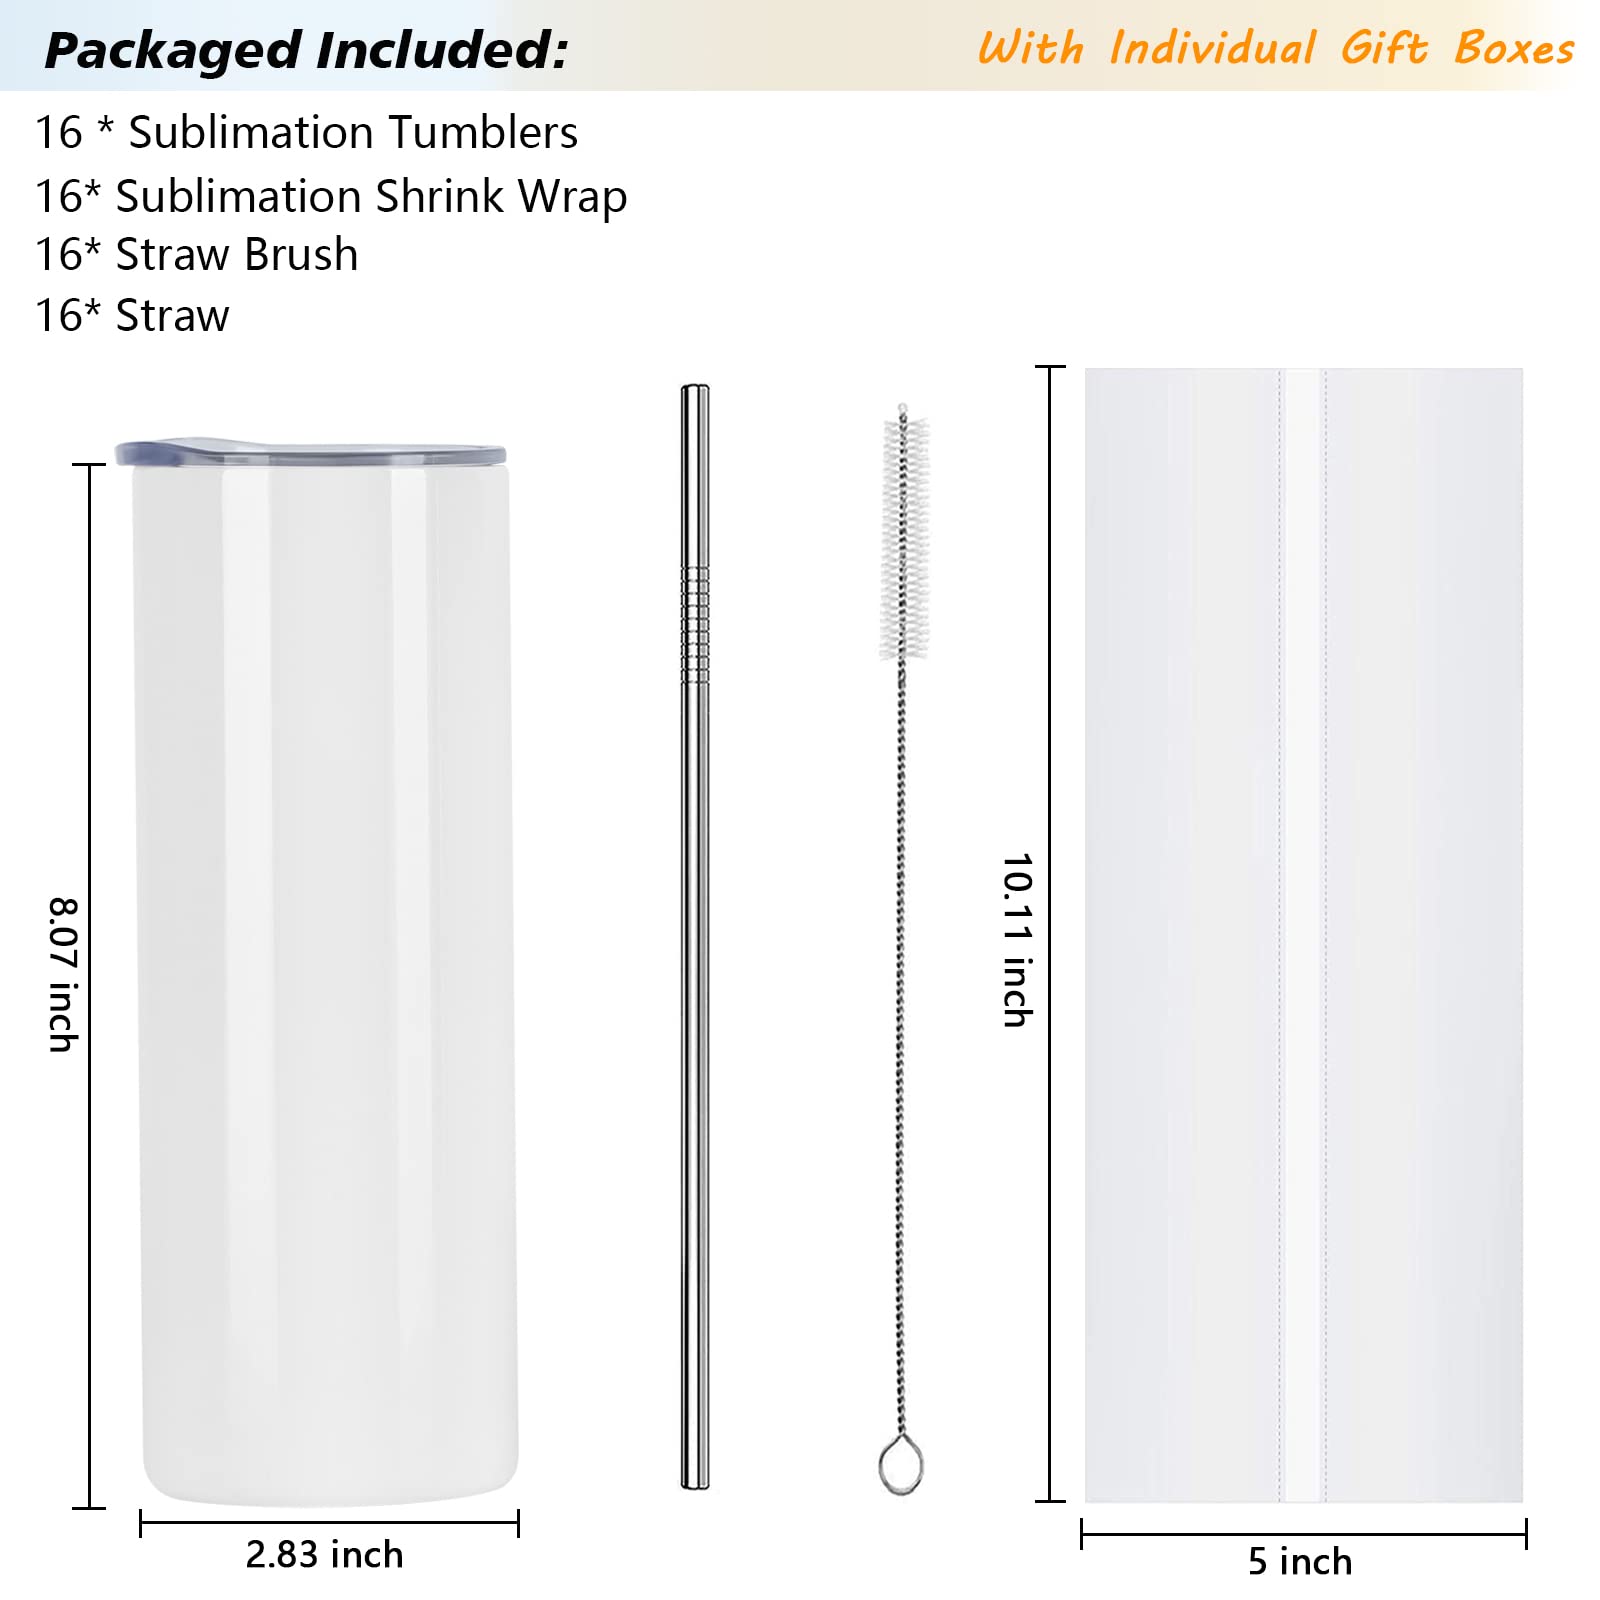 Packaged Included:
With Individual Gift Boxes
16 * Sublimation Tumblers
16* Sublimation Shrink Wrap
16* Straw Brush
16* Straw
8.07 inch
10.11 inch
2.83 inch
5 inch